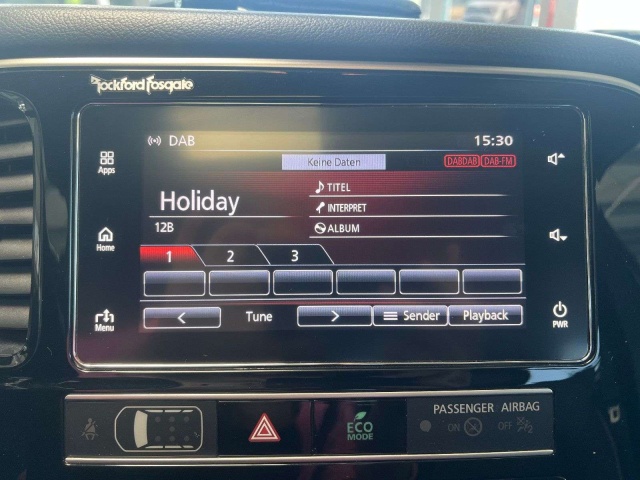 Rockford Fosgate
DAB 15:30
Keine Daten DABDAB DAB-FM
Apps
TITEL
Holiday
INTERPRET
12B
ALBUM
Home
1 2 3
Menu
< Tune > Sender Playback
PWR
PASSENGER AIRBAG
ECO
MODE
ON OFF 2